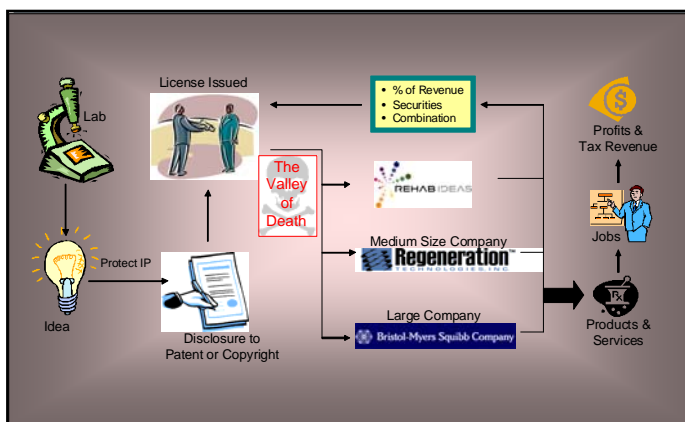 Lab
Idea
Protect IP
Disclosure to
Patent or Copyright
License Issued
The
Valley
of
Death
• % of Revenue
• Securities
• Combination
REHAB IDEAS
Medium Size Company
Regeneration™
TECHNOLOGIES, INC.
Large Company
Bristol-Myers Squibb Company
Products &
Services
Rx
Jobs
Profits &
Tax Revenue
$